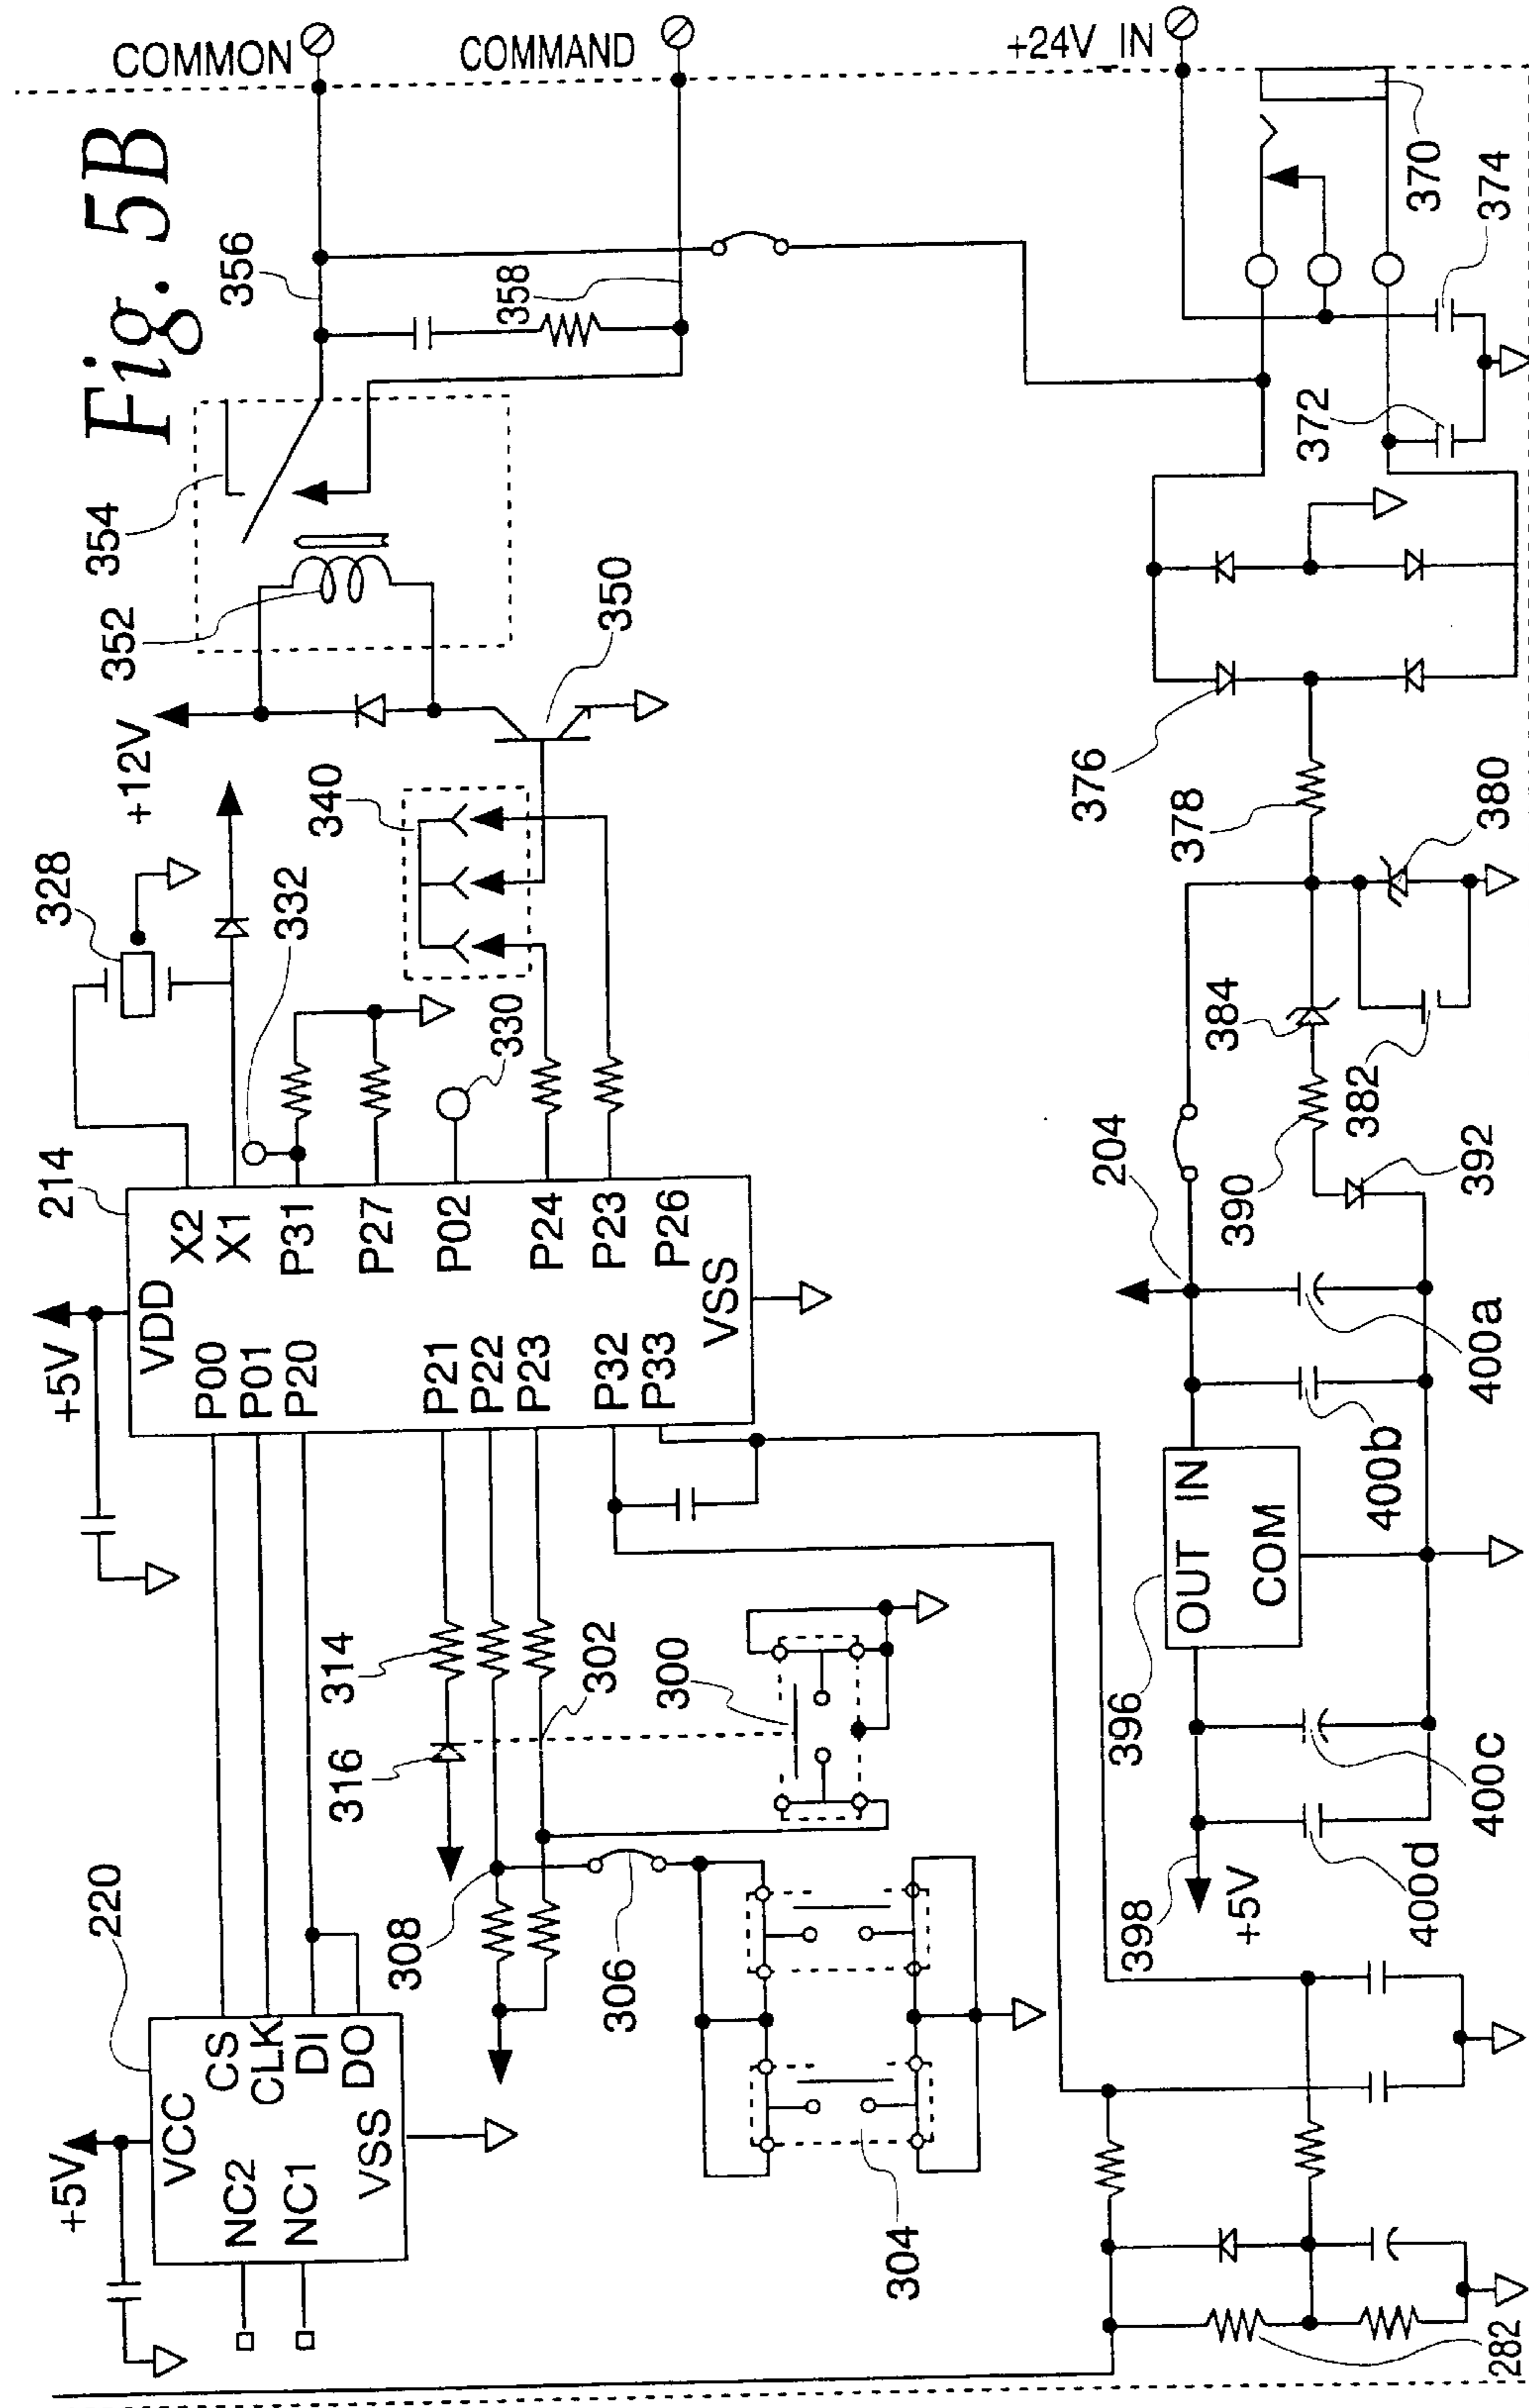 Fig. 5B
COMMON
COMMAND
+24V_IN
356
358
354
352
+12V
350
340
328
332
330
370
374
372
376
378
380
384
382
390
392
204
214
+5V
VDD
X2
X1
P31
P27
P02
P24
P23
P26
VSS
P00
P01
P20
P21
P22
P23
P32
P33
314
316
302
300
308
306
304
220
+5V
VCC
CS
CLK
DI
DO
NC2
NC1
VSS
396
OUT
IN
COM
398
+5V
400a
400b
400c
400d
282